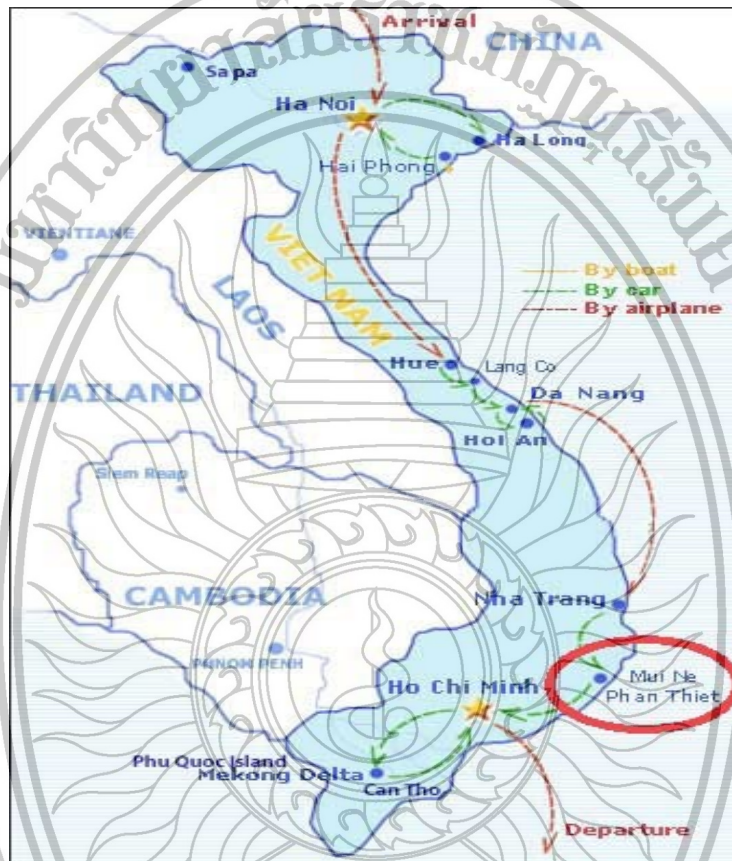 Arrival
CHINA
Sapa
Ha Noi
Ha Long
Hai Phong
VIENTIANE
VIET NAM
LAOS
By boat
By car
By airplane
Hue
Lang Co
THAILAND
Da Nang
Hoi An
Siem Reap
CAMBODIA
Nha Trang
PHNOM PENH
Mui Ne
Phan Thiet
Ho Chi Minh
Phu Quoc Island
Mekong Delta
Can Tho
Departure